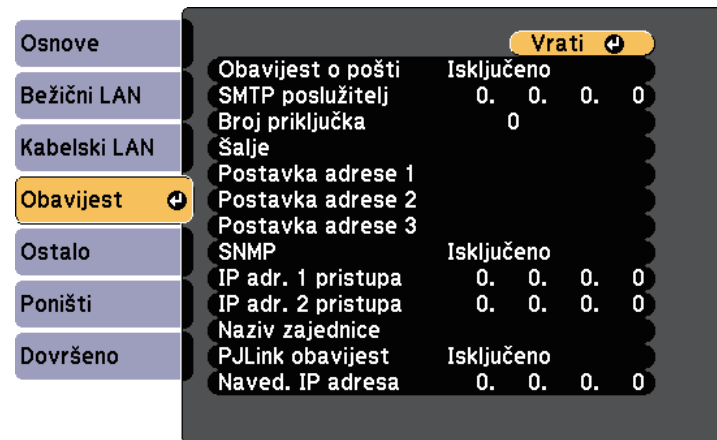 Osnove
Bežični LAN
Kabelski LAN
Obavijest
Ostalo
Poništi
Dovršeno
Vrati
Obavijest o pošti Isključeno
SMTP poslužitelj 0. 0. 0. 0
Broj priključka 0
Šalje
Postavka adrese 1
Postavka adrese 2
Postavka adrese 3
SNMP Isključeno
IP adr. 1 pristupa 0. 0. 0. 0
IP adr. 2 pristupa 0. 0. 0. 0
Naziv zajednice
PJLink obavijest Isključeno
Naved. IP adresa 0. 0. 0. 0